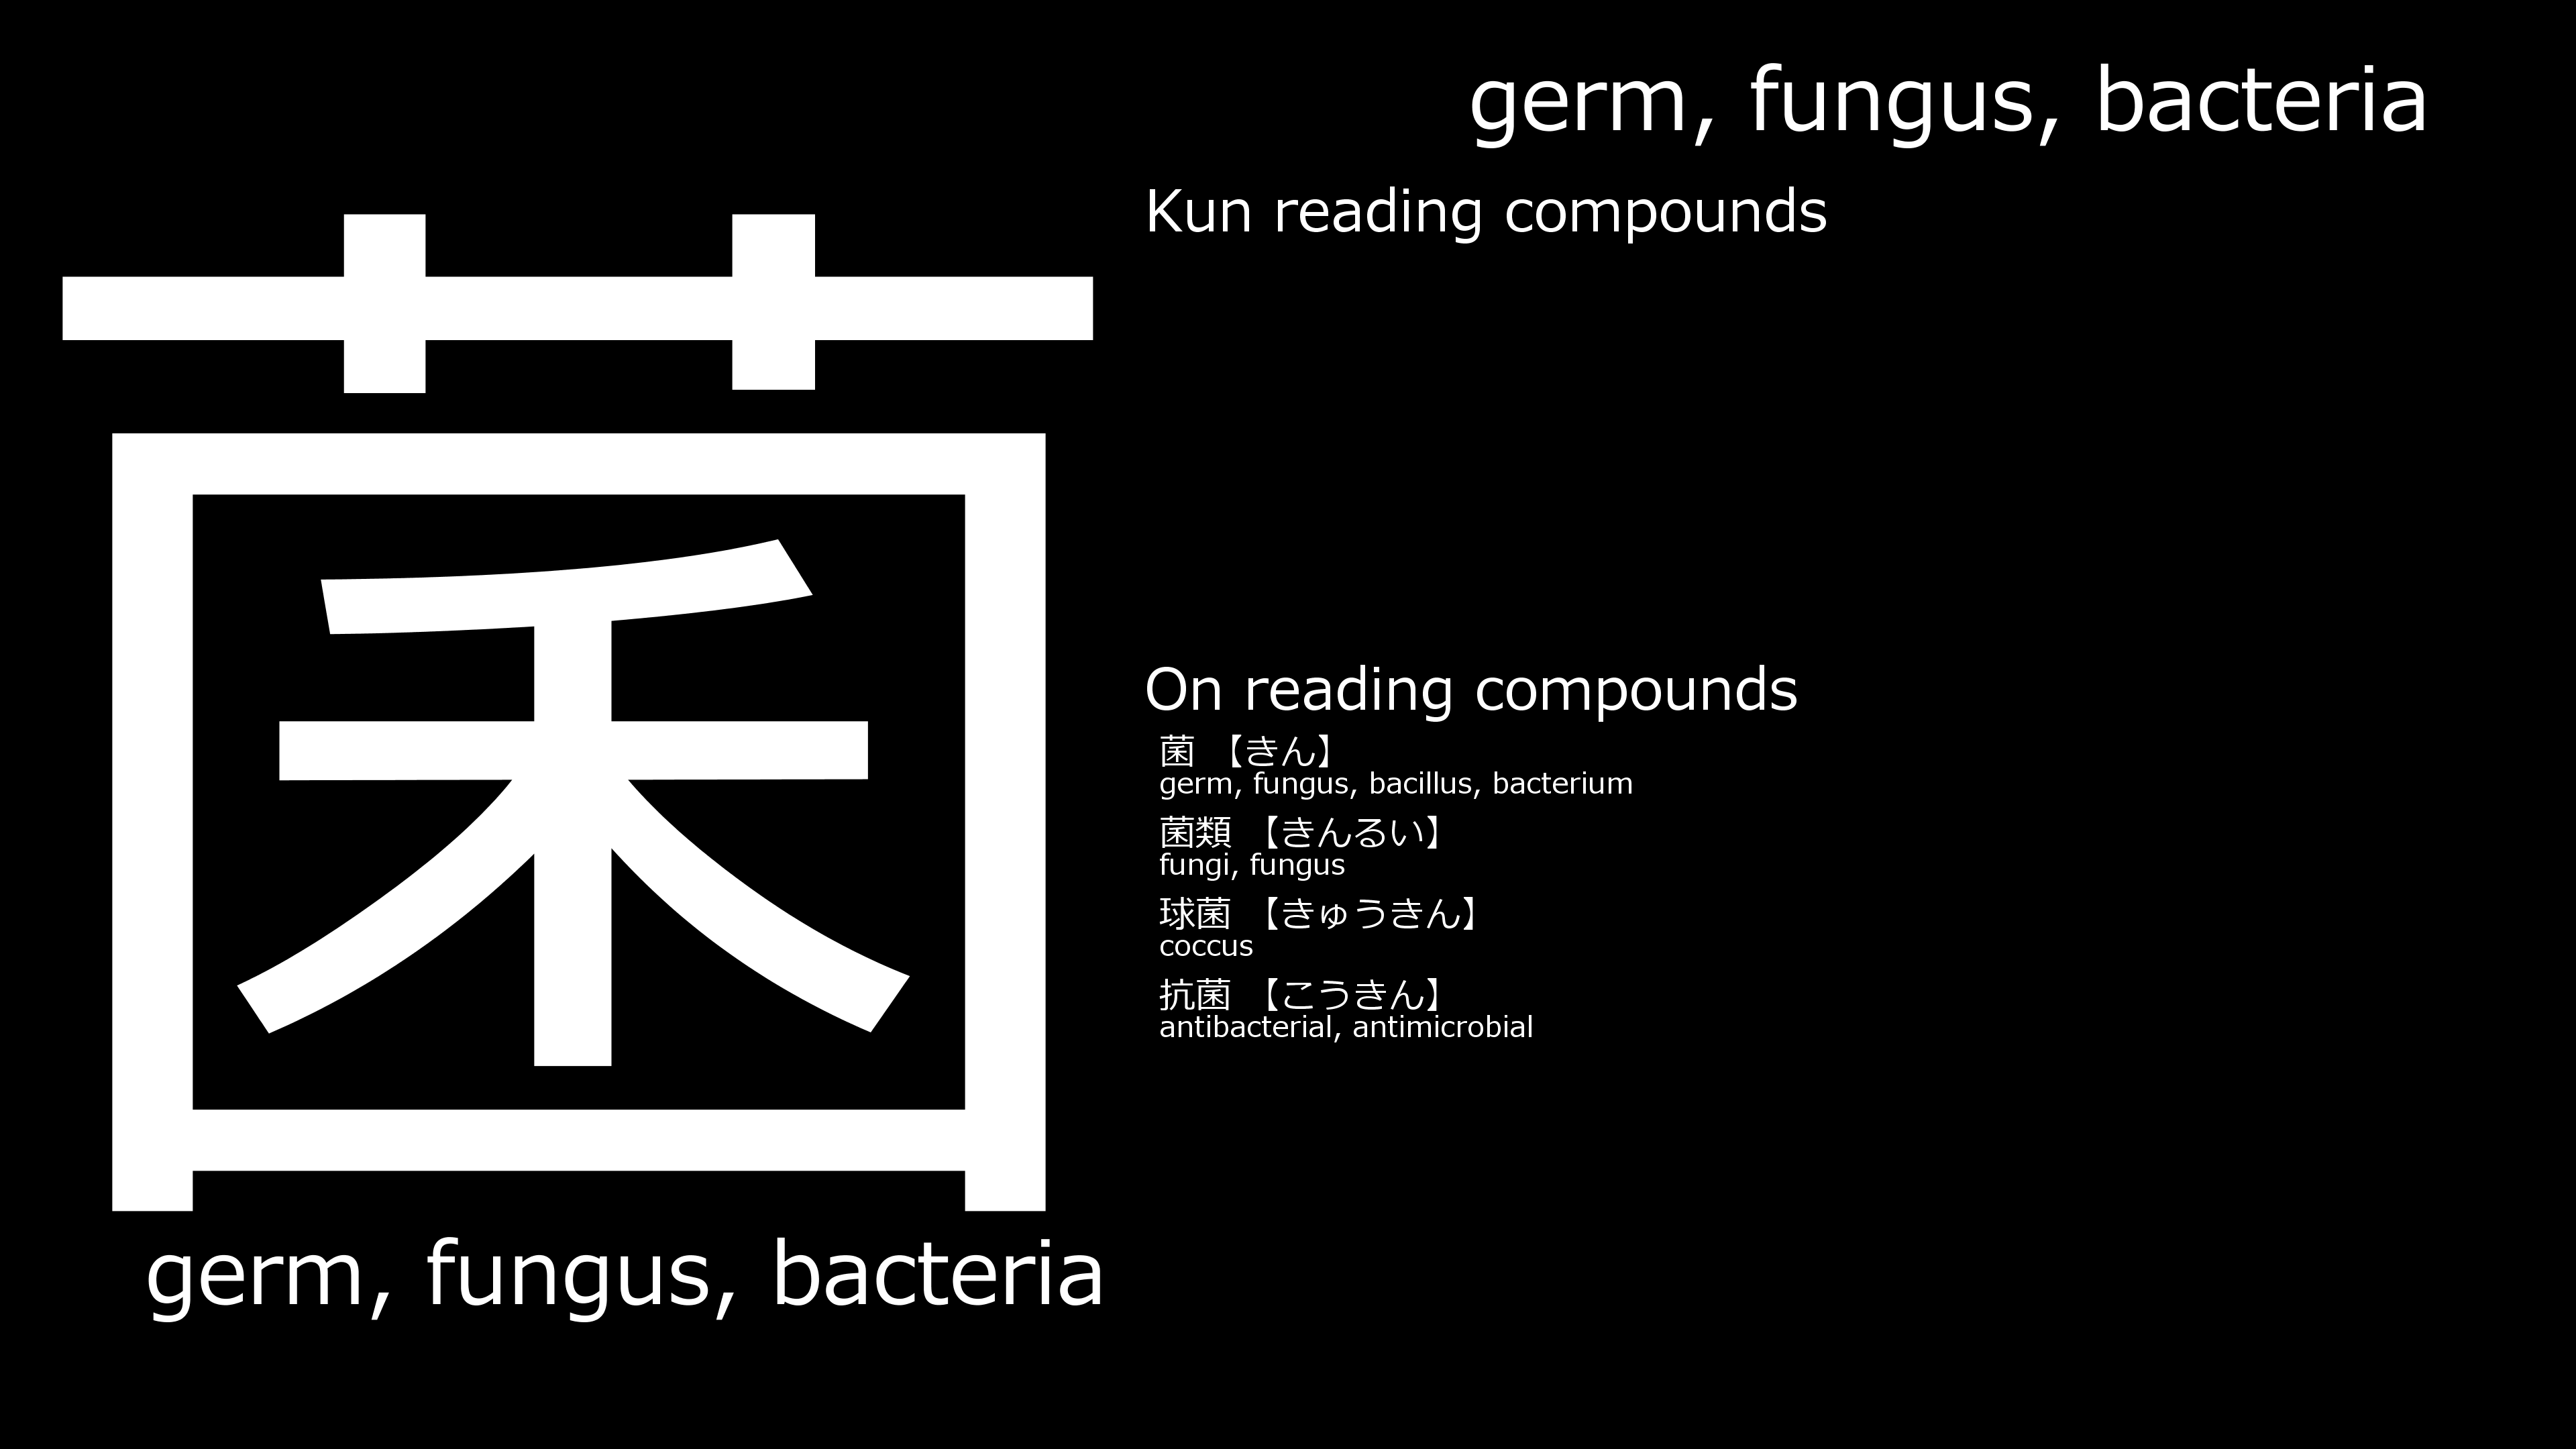 菌
germ, fungus, bacteria
germ, fungus, bacteria
Kun reading compounds
On reading compounds
菌 【きん】
germ, fungus, bacillus, bacterium
菌類 【きんるい】
fungi, fungus
球菌 【きゅうきん】
coccus
抗菌 【こうきん】
antibacterial, antimicrobial